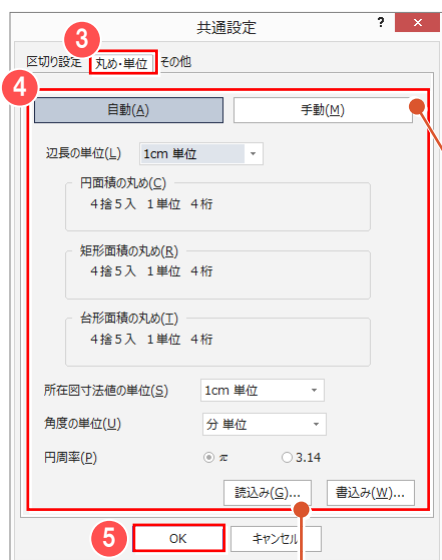 共通設定 ? ×
3
区切り設定 丸め・単位 その他
4
自動(A) 手動(M)
辺長の単位(L) 1cm 単位
円面積の丸め(C)
4捨5入 1単位 4桁
矩形面積の丸め(R)
4捨5入 1単位 4桁
台形面積の丸め(T)
4捨5入 1単位 4桁
所在図寸法値の単位(S) 1cm 単位
角度の単位(U) 分 単位
円周率(P) π 3.14
読込み(G)... 書込み(W)...
5 OK キャンセル